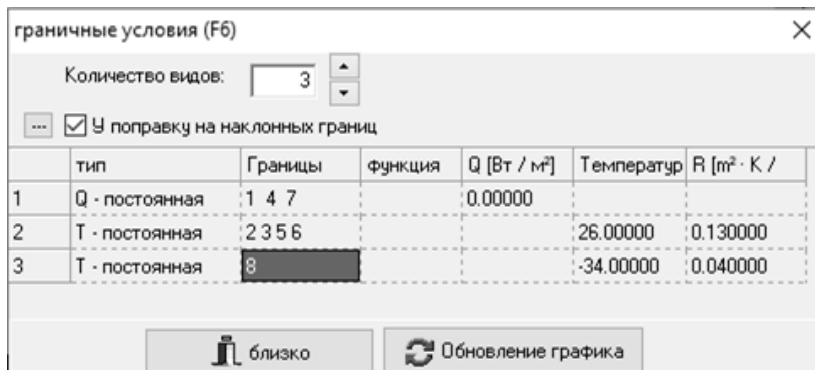 граничные условия (F6)
Количество видов: 3
... У поправку на наклонных границ
тип Границы функция Q [Вт / м²] Температур R [m² · K /
1 Q - постоянная 1 4 7 0.00000
2 T - постоянная 2 3 5 6 26.00000 0.130000
3 T - постоянная 8 -34.00000 0.040000
близко Обновление графика